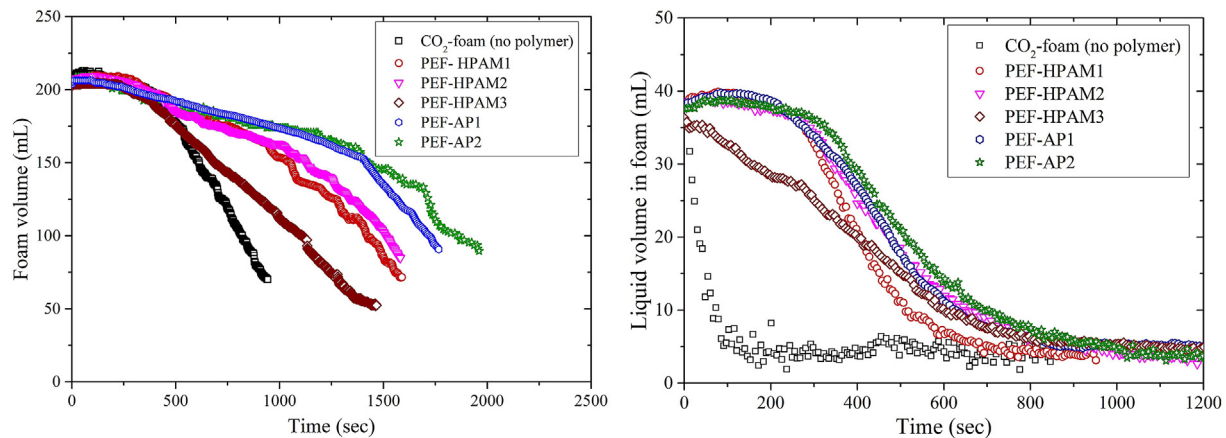 250
200
150
100
50
0
Foam volume (mL)
0
500
1000
1500
2000
2500
Time (sec)
CO₂-foam (no polymer)
PEF- HPAM1
PEF-HPAM2
PEF-HPAM3
PEF-AP1
PEF-AP2
50
40
30
20
10
0
Liquid volume in foam (mL)
0
200
400
600
800
1000
1200
Time (sec)
CO₂-foam (no polymer)
PEF-HPAM1
PEF-HPAM2
PEF-HPAM3
PEF-AP1
PEF-AP2